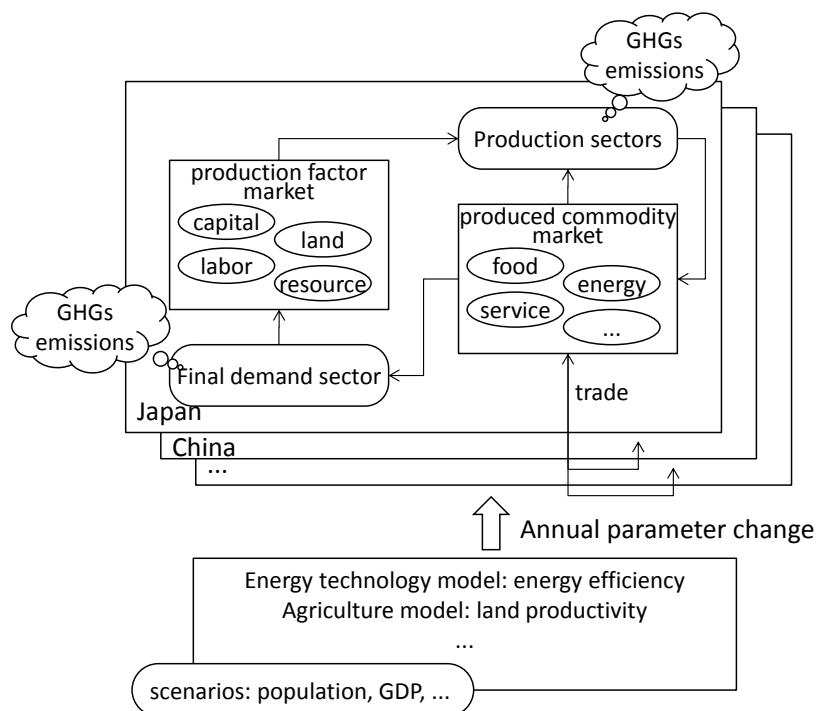 GHGs
emissions
Production sectors
production factor
market
capital
land
labor
resource
produced commodity
market
food
energy
service
...
GHGs
emissions
Final demand sector
trade
Japan
China
...
Annual parameter change
Energy technology model: energy efficiency
Agriculture model: land productivity
...
scenarios: population, GDP, ...